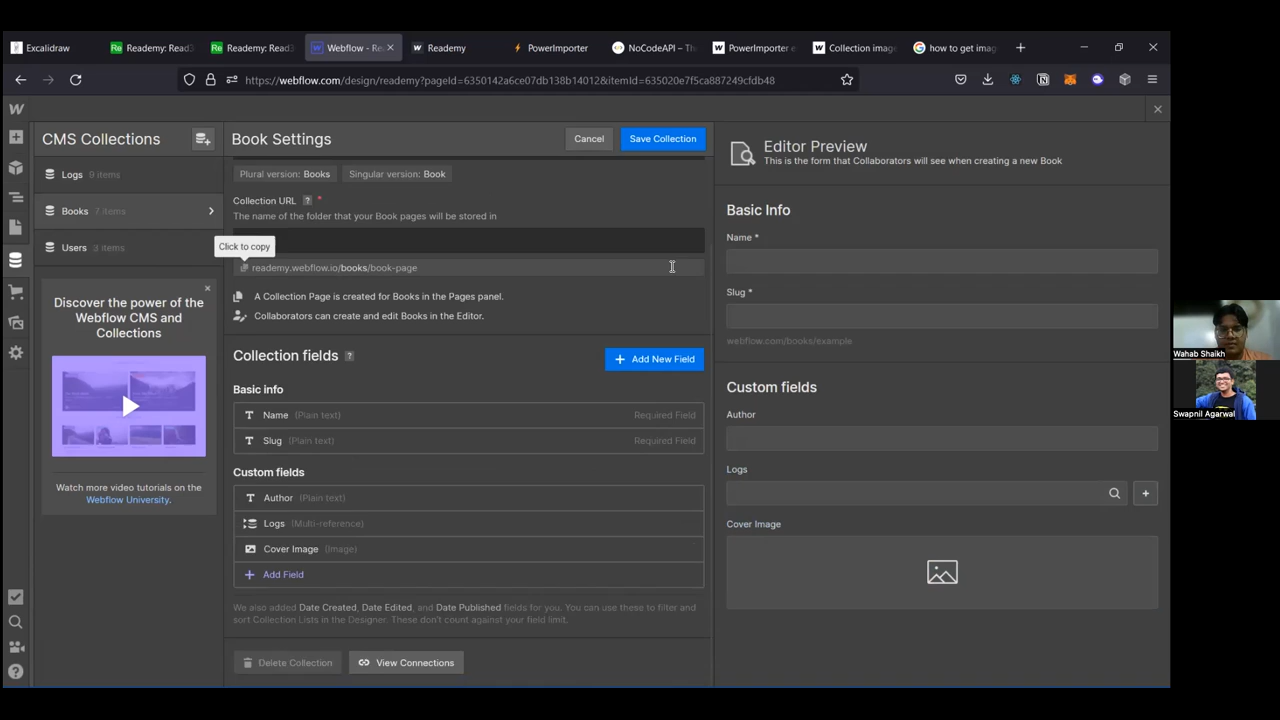 Excalidraw
Reademy: Read
Reademy: Read
Webflow - Re
Reademy
PowerImporter
NoCodeAPI – Th
PowerImporter e
Collection imag
how to get imag
https://webflow.com/design/reademy?pageId=6350142a6ce07db138b14012&itemId=635020e7f5ca887249cfdb48
CMS Collections
Book Settings
Cancel
Save Collection
Editor Preview
This is the form that Collaborators will see when creating a new Book
Logs 9 items
Books 7 items
Users 3 items
Plural version: Books
Singular version: Book
Collection URL ? *
The name of the folder that your Book pages will be stored in
Click to copy
reademy.webflow.io/books/book-page
A Collection Page is created for Books in the Pages panel.
Collaborators can create and edit Books in the Editor.
Discover the power of the
Webflow CMS and
Collections
Watch more video tutorials on the
Webflow University.
Collection fields ?
Add New Field
Basic info
Name (Plain text) Required Field
Slug (Plain text) Required Field
Custom fields
Author (Plain text)
Logs (Multi-reference)
Cover Image (Image)
Add Field
We also added Date Created, Date Edited, and Date Published fields for you. You can use these to filter and
sort Collection Lists in the Designer. These don't count against your field limit.
Delete Collection
View Connections
Basic Info
Name *
Slug *
webflow.com/books/example
Custom fields
Author
Logs
Cover Image
Wahab Shaikh
Swapnil Agarwal